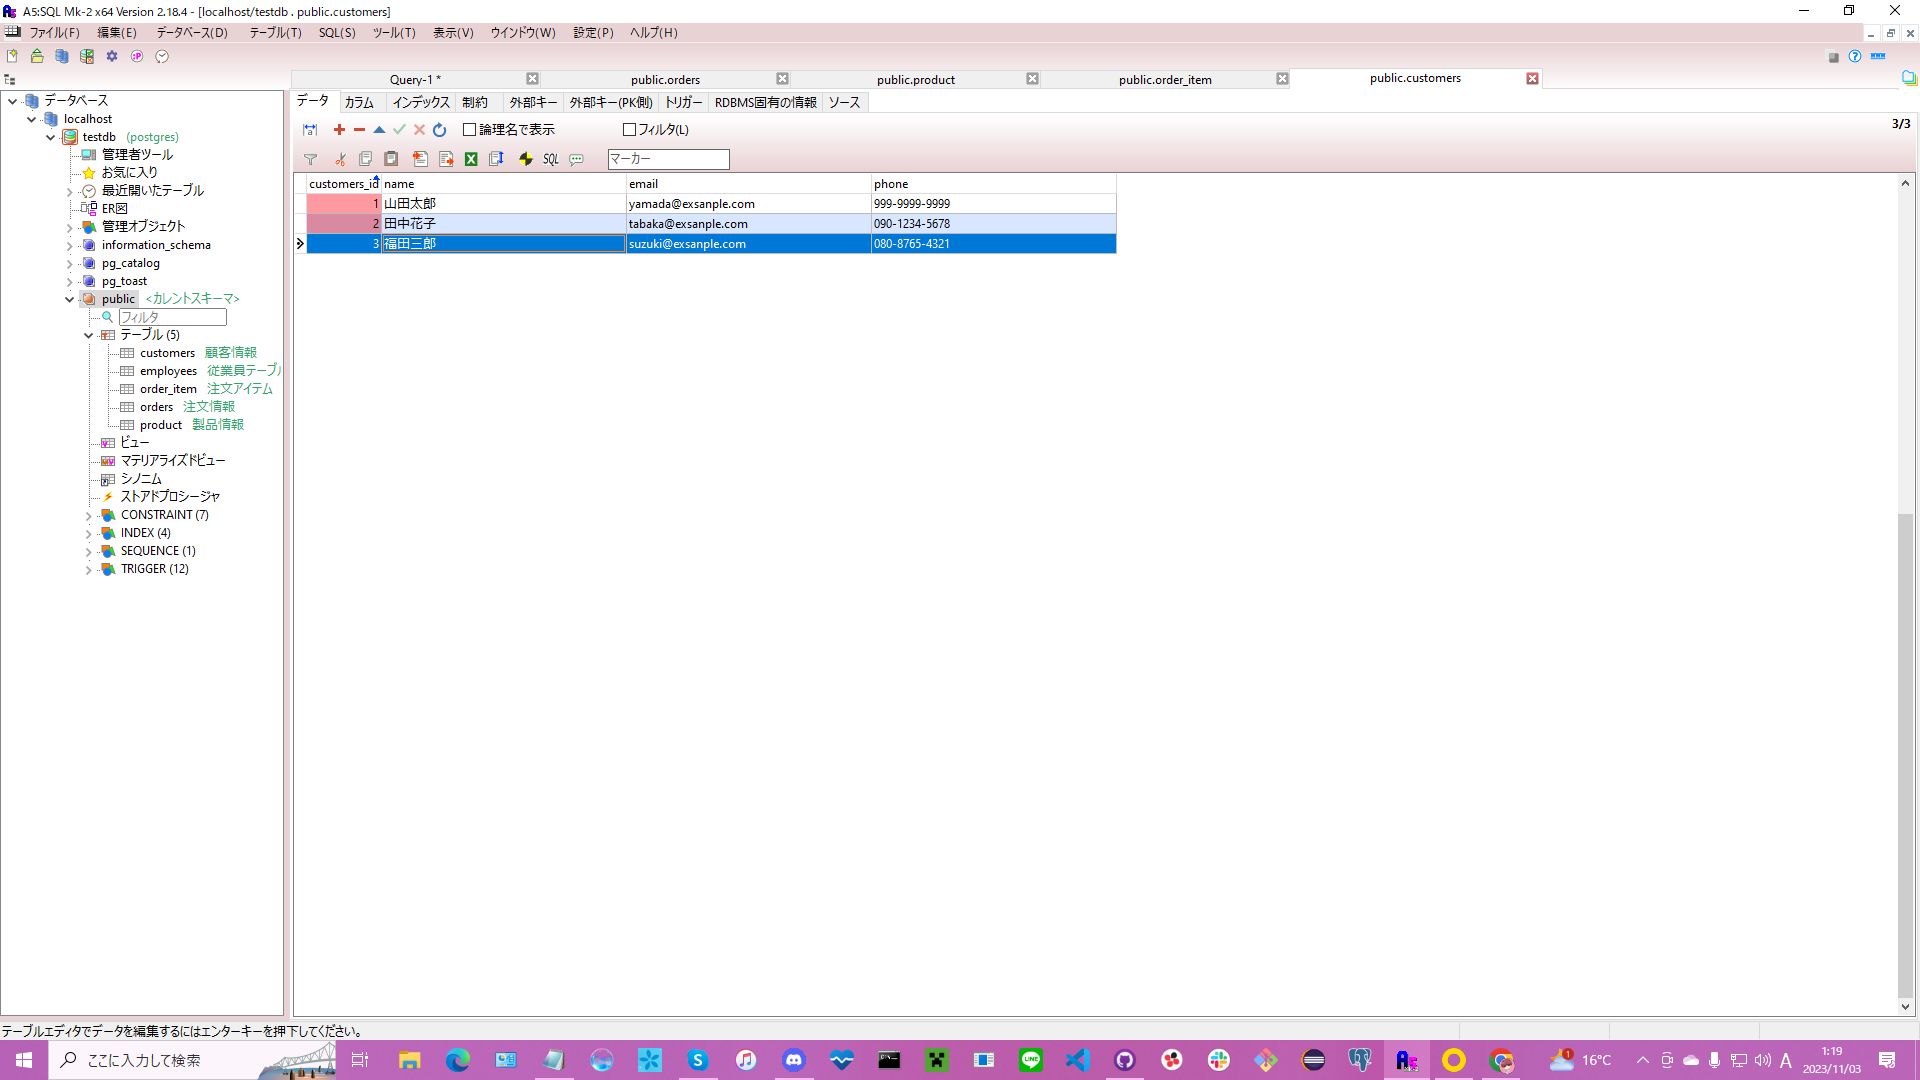 A5:SQL Mk-2 x64 Version 2.18.4 - [localhost/testdb . public.customers]
ファイル(F) 編集(E) データベース(D) テーブル(T) SQL(S) ツール(T) 表示(V) ウインドウ(W) 設定(P) ヘルプ(H)
Query-1 * public.orders public.product public.order_item public.customers
データ カラム インデックス 制約 外部キー 外部キー(PK側) トリガー RDBMS固有の情報 ソース
論理名で表示 フィルタ(L) 3/3
SQL マーカー
customers_id name email phone
1 山田太郎 yamada@exsanple.com 999-9999-9999
2 田中花子 tabaka@exsanple.com 090-1234-5678
3 福田三郎 suzuki@exsanple.com 080-8765-4321
データベース
localhost
testdb (postgres)
管理者ツール
お気に入り
最近開いたテーブル
ER図
管理オブジェクト
information_schema
pg_catalog
pg_toast
public <カレントスキーマ>
フィルタ
テーブル (5)
customers 顧客情報
employees 従業員テーブル
order_item 注文アイテム
orders 注文情報
product 製品情報
ビュー
マテリアライズドビュー
シノニム
ストアドプロシージャ
CONSTRAINT (7)
INDEX (4)
SEQUENCE (1)
TRIGGER (12)
テーブルエディタでデータを編集するにはエンターキーを押下してください。
ここに入力して検索
16°C
A
1:19
2023/11/03